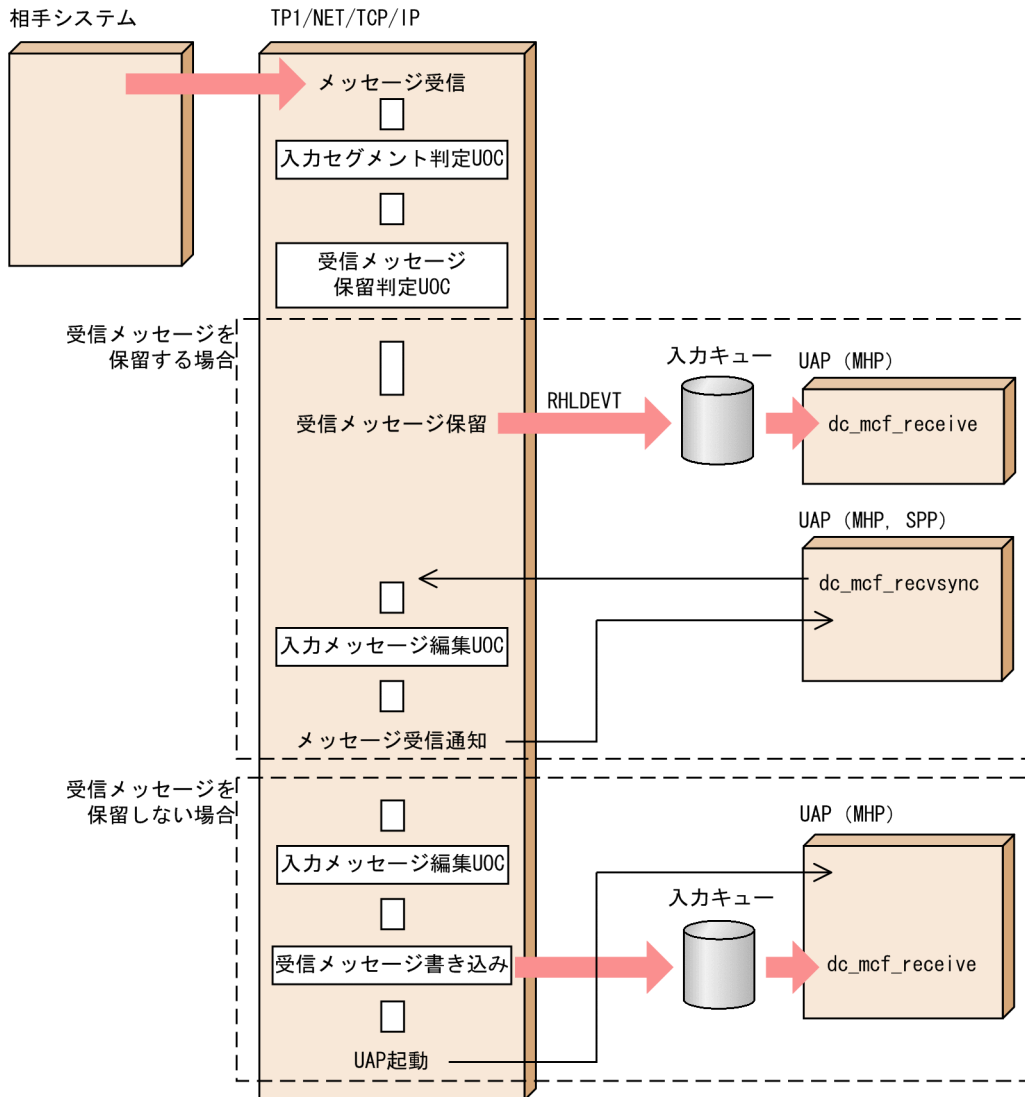 相手システム
TP1/NET/TCP/IP
メッセージ受信
入力セグメント判定UOC
受信メッセージ
保留判定UOC
受信メッセージを
保留する場合
入力キュー
UAP (MHP)
RHLDEVT
受信メッセージ保留
dc_mcf_receive
UAP (MHP, SPP)
dc_mcf_recvsync
入力メッセージ編集UOC
メッセージ受信通知
受信メッセージを
保留しない場合
UAP (MHP)
入力メッセージ編集UOC
入力キュー
受信メッセージ書き込み
dc_mcf_receive
UAP起動